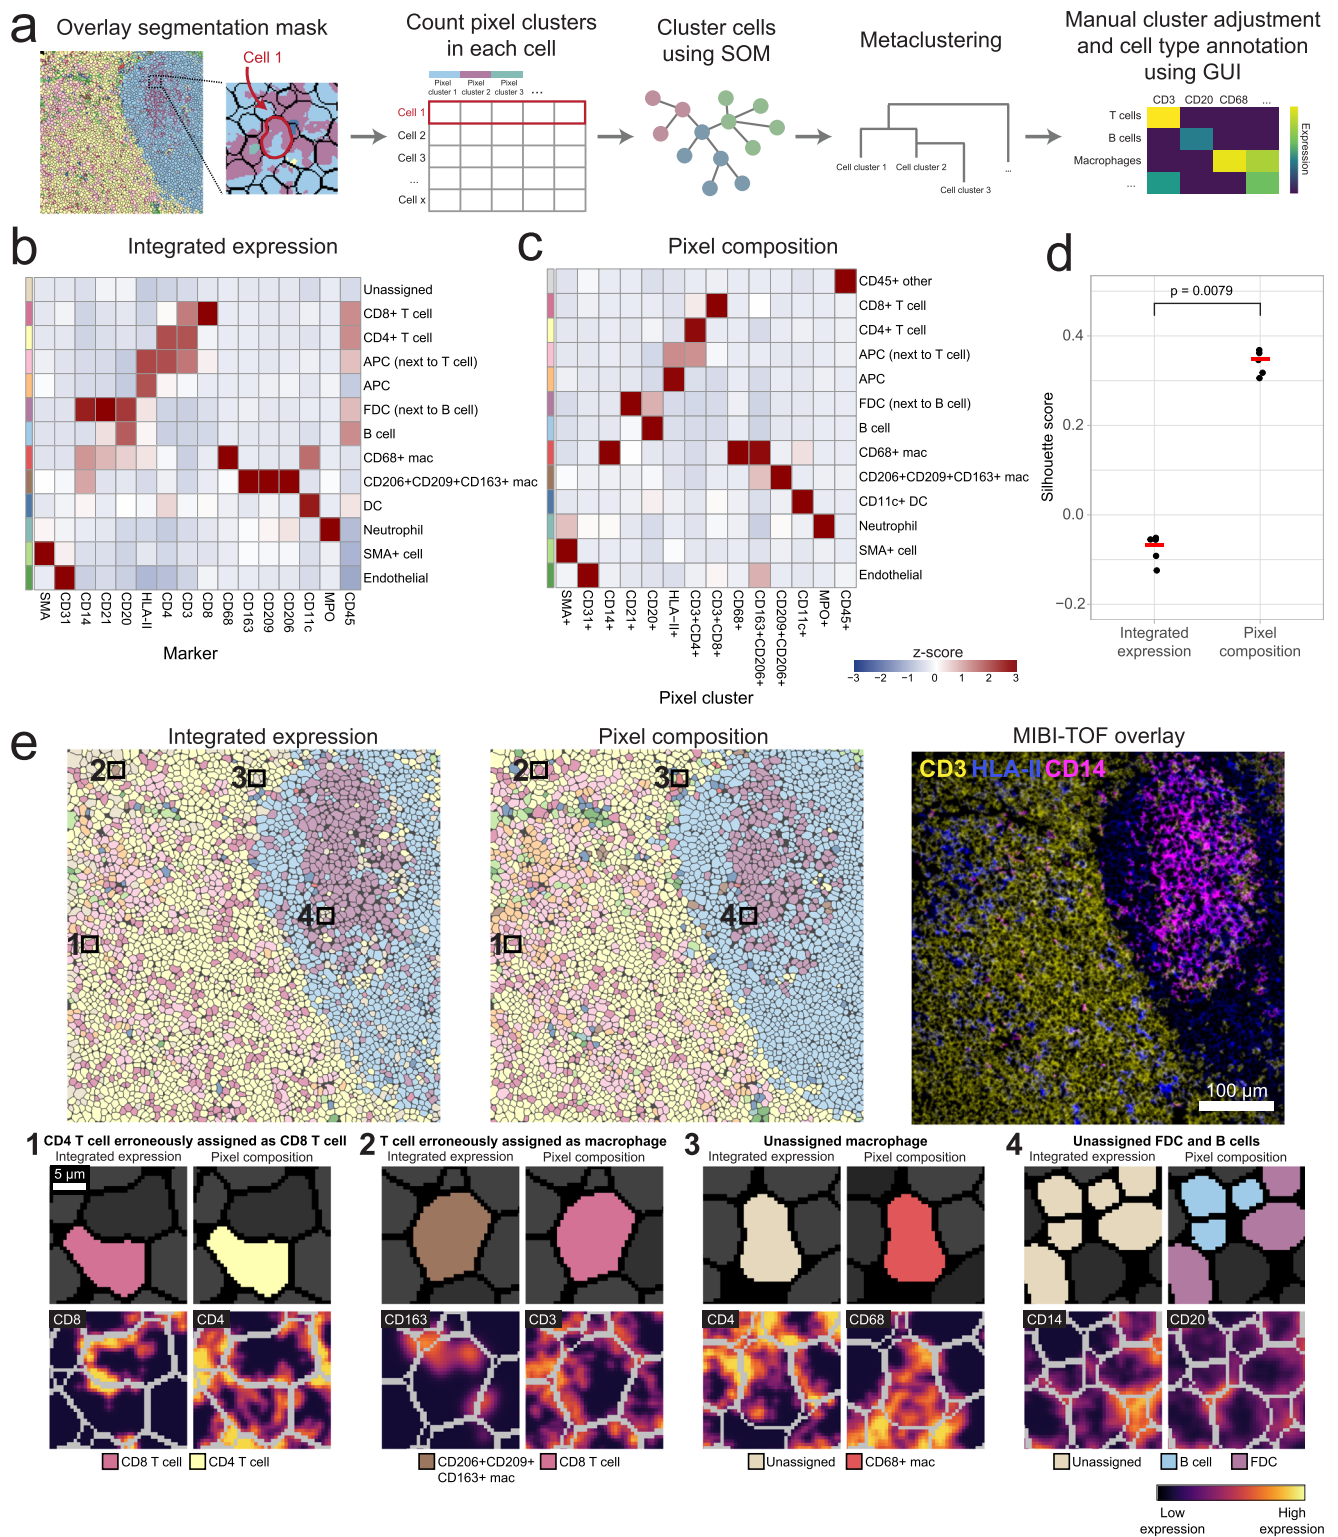 a
Overlay segmentation mask
Cell 1
Count pixel clusters
in each cell
Pixel cluster 1
Pixel cluster 2
Pixel cluster 3
...
Cell 1
Cell 2
Cell 3
...
Cell x
Cluster cells
using SOM
Metaclustering
Cell cluster 1
Cell cluster 2
Cell cluster 3
...
Manual cluster adjustment
and cell type annotation
using GUI
CD3 CD20 CD68 ...
T cells
B cells
Macrophages
...
Expression
b
Integrated expression
Unassigned
CD8+ T cell
CD4+ T cell
APC (next to T cell)
APC
FDC (next to B cell)
B cell
CD68+ mac
CD206+CD209+CD163+ mac
DC
Neutrophil
SMA+ cell
Endothelial
SMA
CD31
CD14
CD21
CD20
HLA-II
CD4
CD3
CD8
CD68
CD163
CD209
CD206
CD11c
MPO
CD45
Marker
c
Pixel composition
CD45+ other
CD8+ T cell
CD4+ T cell
APC (next to T cell)
APC
FDC (next to B cell)
B cell
CD68+ mac
CD206+CD209+CD163+ mac
CD11c+ DC
Neutrophil
SMA+ cell
Endothelial
SMA+
CD31+
CD14+
CD21+
CD20+
HLA-II+
CD3+CD4+
CD3+CD8+
CD68+
CD163+CD206+
CD209+CD206+
CD11c+
MPO+
CD45+
Pixel cluster
z-score
−3 −2 −1 0 1 2 3
d
p = 0.0079
Silhouette score
0.4
0.2
0.0
−0.2
Integrated
expression
Pixel
composition
e
Integrated expression
1
2
3
4
Pixel composition
1
2
3
4
MIBI-TOF overlay
CD3 HLA-II CD14
100 µm
1 CD4 T cell erroneously assigned as CD8 T cell
Integrated expression Pixel composition
5 µm
CD8 CD4
CD8 T cell CD4 T cell
2 T cell erroneously assigned as macrophage
Integrated expression Pixel composition
CD163 CD3
CD206+CD209+
CD163+ mac
CD8 T cell
3 Unassigned macrophage
Integrated expression Pixel composition
CD4 CD68
Unassigned CD68+ mac
4 Unassigned FDC and B cells
Integrated expression Pixel composition
CD14 CD20
Unassigned B cell FDC
Low
expression
High
expression